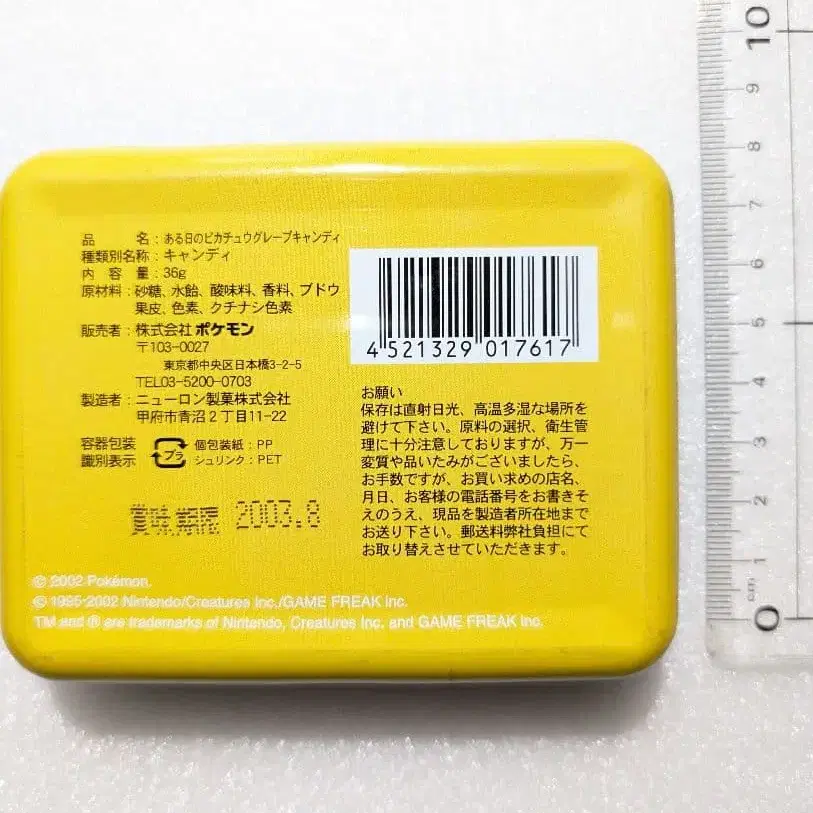 品　　名：ある日のピカチュウグレープキャンディ
種類別名称：キャンディ
内 容 量：36g
原材料：砂糖、水飴、酸味料、香料、ブドウ
果皮、色素、クチナシ色素
販売者：株式会社 ポケモン
〒103-0027
東京都中央区日本橋3-2-5
TEL03-5200-0703
製造者：ニューロン製菓株式会社
甲府市青沼2丁目11-22
容器包装
識別表示
プラ
個包装紙：PP
シュリンク：PET
賞味期限 2003.8
4 521329 017617
お願い
保存は直射日光、高温多湿な場所を
避けて下さい。原料の選択、衛生管
理に十分注意しておりますが、万一
変質や品いたみがございましたら、
お手数ですが、お買い求めの店名、
月日、お客様の電話番号をお書きそ
えのうえ、現品を製造者所在地まで
お送り下さい。郵送料弊社負担にて
お取り替えさせていただきます。
© 2002 Pokémon.
© 1995-2002 Nintendo/Creatures Inc./GAME FREAK inc.
TM and ® are trademarks of Nintendo, Creatures Inc. and GAME FREAK inc.
10
9
8
7
6
5
4
3
2
1
cm
0